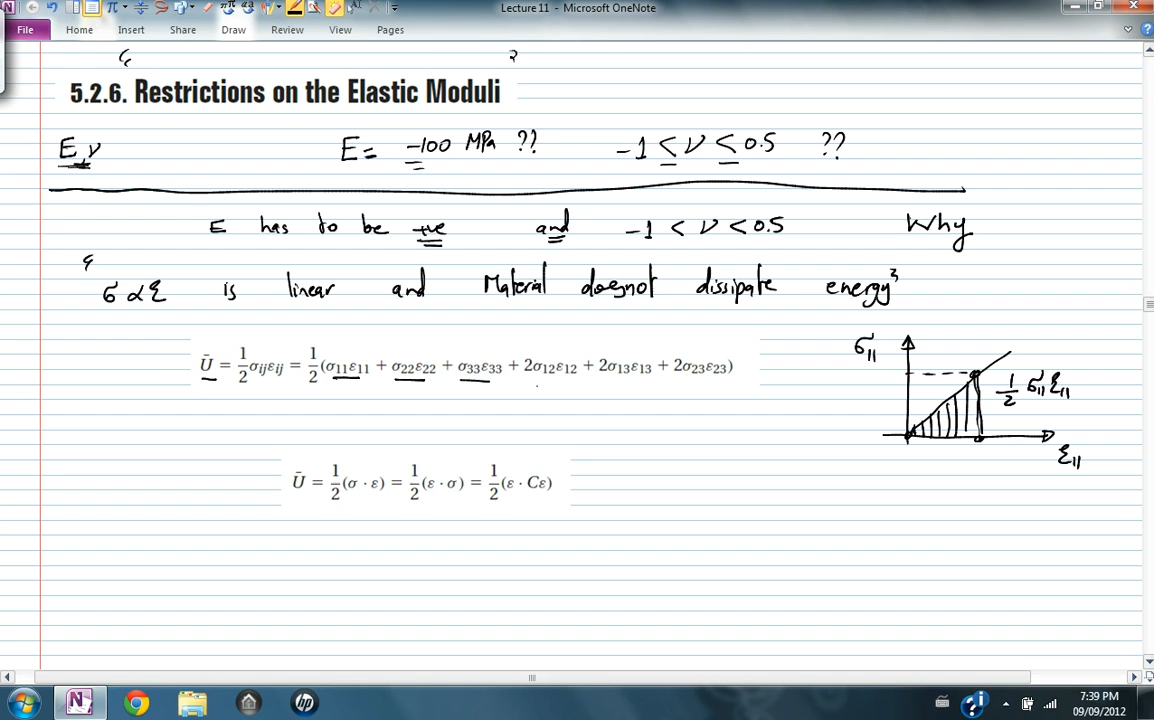 Lecture 11 - Microsoft OneNote
File Home Insert Share Draw Review View Pages
5.2.6. Restrictions on the Elastic Moduli
E, ν E= -100 MPa ?? -1 ≤ ν ≤ 0.5 ??
E has to be +ve and -1 < ν < 0.5 Why
σ α ε is linear and Material doesnot dissipate energy
Ū = 1/2 σijεij = 1/2 (σ11ε11 + σ22ε22 + σ33ε33 + 2σ12ε12 + 2σ13ε13 + 2σ23ε23)
σ11
1/2 σ11 ε11
ε11
Ū = 1/2 (σ · ε) = 1/2 (ε · σ) = 1/2 (ε · Cε)
7:39 PM
09/09/2012